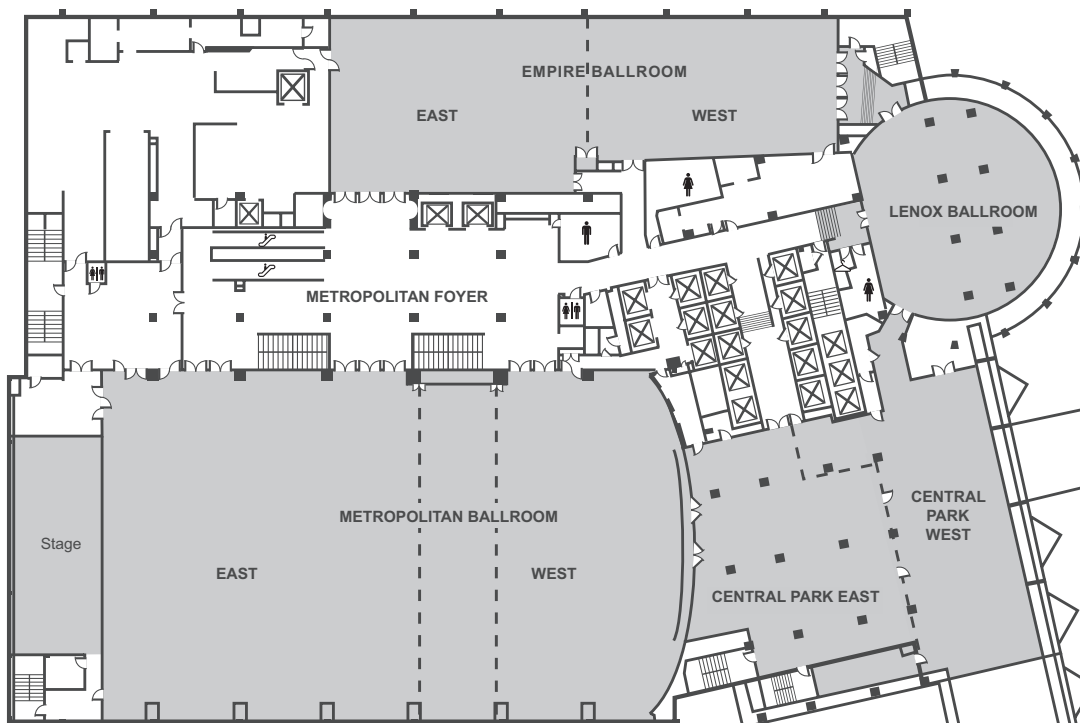 EMPIRE BALLROOM
EAST
WEST
LENOX BALLROOM
METROPOLITAN FOYER
METROPOLITAN BALLROOM
Stage
EAST
WEST
CENTRAL
PARK
WEST
CENTRAL PARK EAST